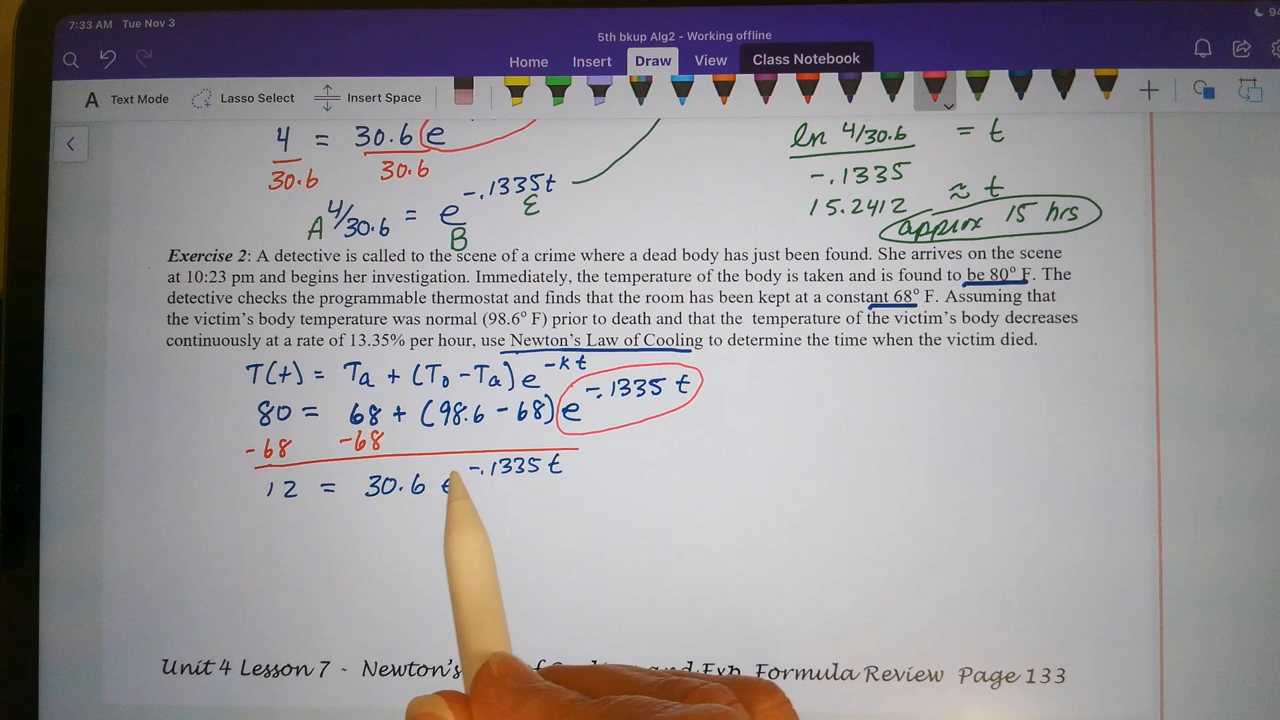 7:33 AM Tue Nov 3
5th bkup Alg2 - Working offline
Home Insert Draw View Class Notebook
A Text Mode Lasso Select Insert Space
4 = 30.6(e
30.6 30.6
4/30.6 = e -.1335t
A B E
ln 4/30.6 = t
-.1335
15.2412 ≈ t
approx 15 hrs
Exercise 2: A detective is called to the scene of a crime where a dead body has just been found. She arrives on the scene
at 10:23 pm and begins her investigation. Immediately, the temperature of the body is taken and is found to be 80° F. The
detective checks the programmable thermostat and finds that the room has been kept at a constant 68° F. Assuming that
the victim's body temperature was normal (98.6° F) prior to death and that the temperature of the victim's body decreases
continuously at a rate of 13.35% per hour, use Newton's Law of Cooling to determine the time when the victim died.
T(t) = Ta + (To - Ta) e -kt
80 = 68 + (98.6 - 68) e -.1335 t
-68 -68
12 = 30.6 e -.1335 t
Unit 4 Lesson 7 - Newton's Exp Formula Review Page 133